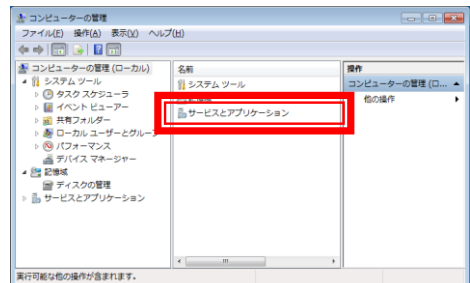 コンピューターの管理
ファイル(F) 操作(A) 表示(V) ヘルプ(H)
コンピューターの管理 (ローカル)
システム ツール
タスク スケジューラ
イベント ビューアー
共有フォルダー
ローカル ユーザーとグループ
パフォーマンス
デバイス マネージャー
記憶域
ディスクの管理
サービスとアプリケーション
名前
システム ツール
サービスとアプリケーション
操作
コンピューターの管理 (ロ...
他の操作
実行可能な他の操作が含まれます。